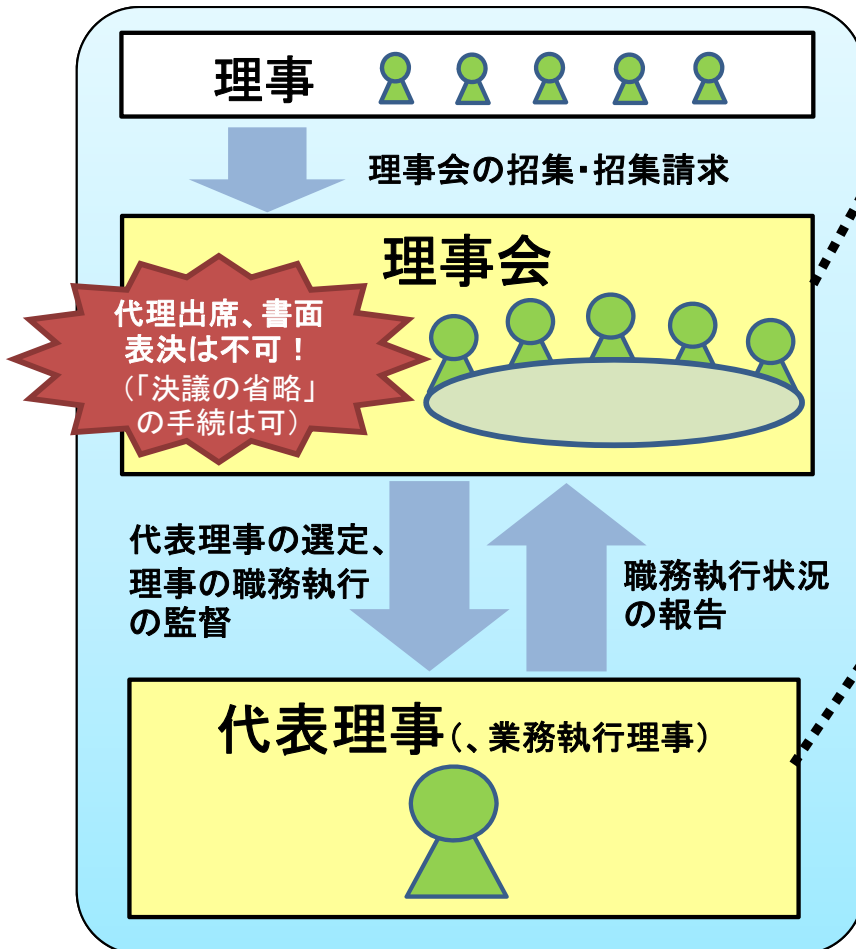 理事
理事会の招集・招集請求
理事会
代理出席、書面
表決は不可！
（「決議の省略」
の手続は可）
代表理事の選定、
理事の職務執行
の監督
職務執行状況
の報告
代表理事（、業務執行理事）